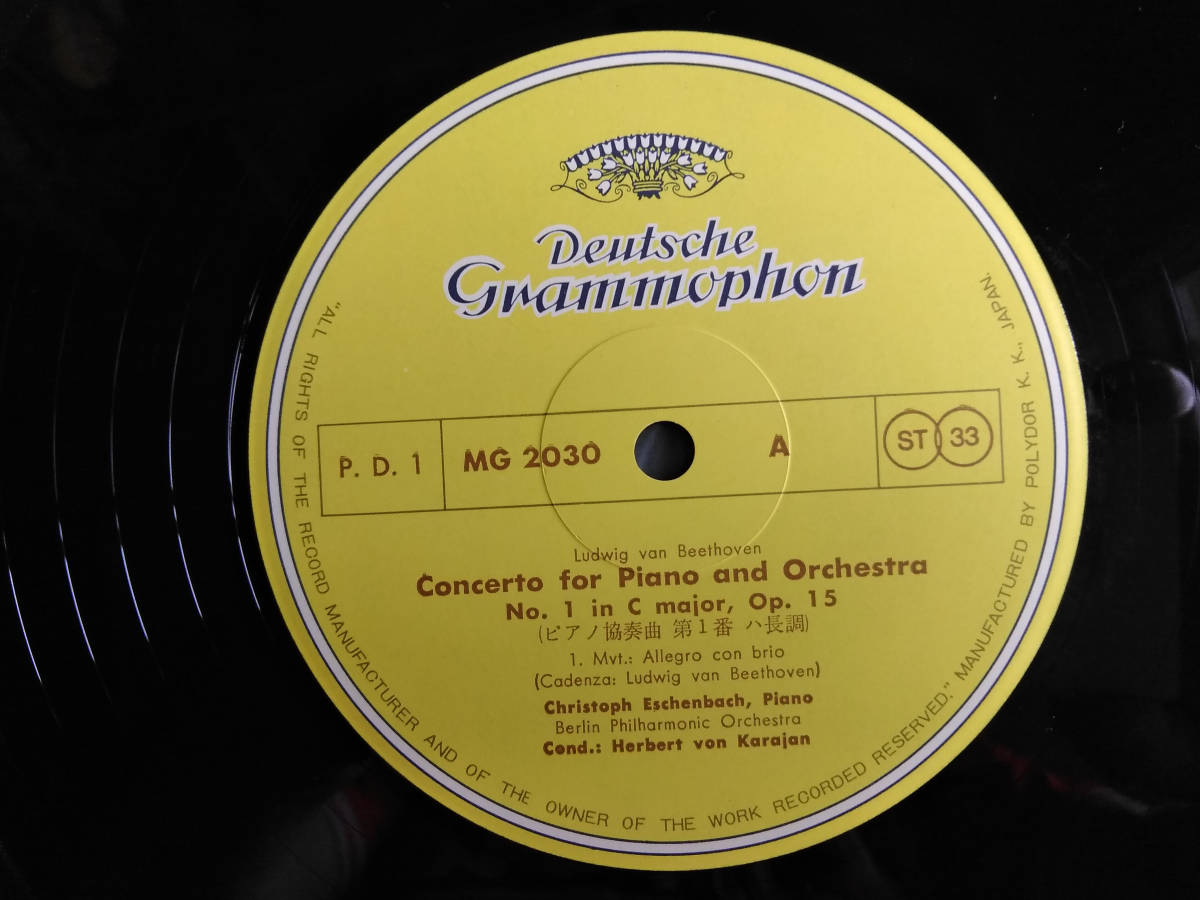 Deutsche
Grammophon
P. D. 1 MG 2030 A ST 33
Ludwig van Beethoven
Concerto for Piano and Orchestra
No. 1 in C major, Op. 15
(ピアノ協奏曲 第1番 ハ長調)
1. Mvt.: Allegro con brio
(Cadenza: Ludwig van Beethoven)
Christoph Eschenbach, Piano
Berlin Philharmonic Orchestra
Cond.: Herbert von Karajan
"ALL RIGHTS OF THE RECORD MANUFACTURER AND OF THE OWNER OF THE WORK RECORDED RESERVED." MANUFACTURED BY POLYDOR K. K., JAPAN.